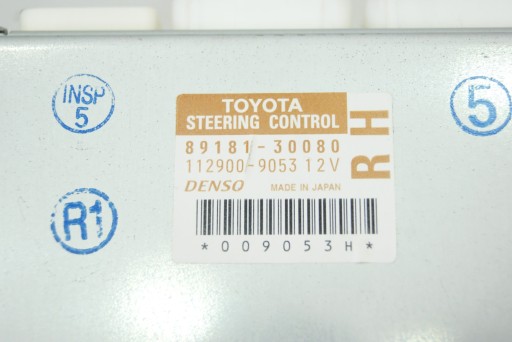 INSP
5
R1
TOYOTA
STEERING CONTROL
89181-30080
112900-9053 12V
DENSO MADE IN JAPAN
*009053H*
RH
5